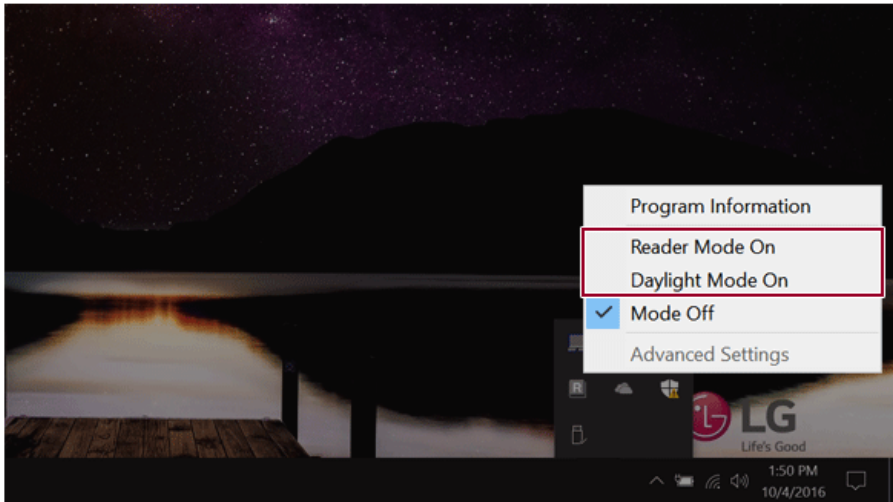 Program Information
Reader Mode On
Daylight Mode On
Mode Off
Advanced Settings
R
LG
Life's Good
1:50 PM
10/4/2016